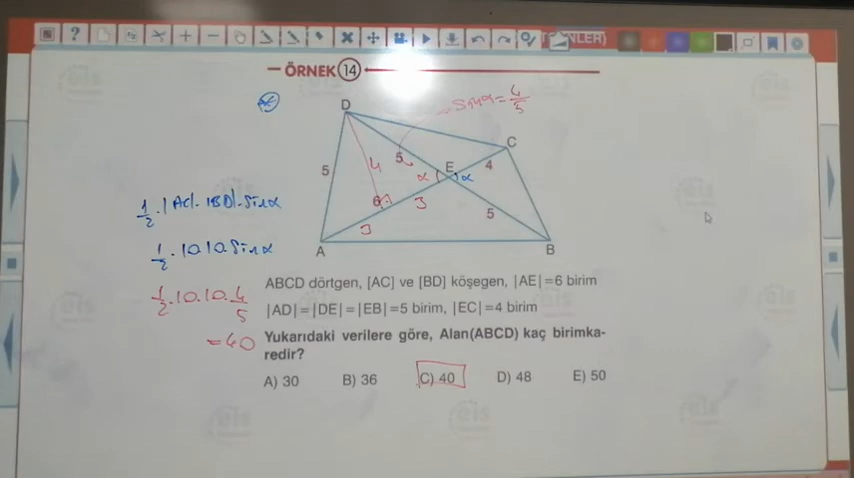 ÖRNEK 14
sinα = 4/5
D
C
5
4
5
E
4
α
α
6
3
5
3
A
B
1/2 · |AC| · |BD| · Sinα
1/2 · 10.10. Sinα
1/2 · 10.10. 4/5
= 40
ABCD dörtgen, [AC] ve [BD] köşegen, |AE|=6 birim
|AD|=|DE|=|EB|=5 birim, |EC|=4 birim
Yukarıdaki verilere göre, Alan(ABCD) kaç birimka-
redir?
A) 30 B) 36 C) 40 D) 48 E) 50